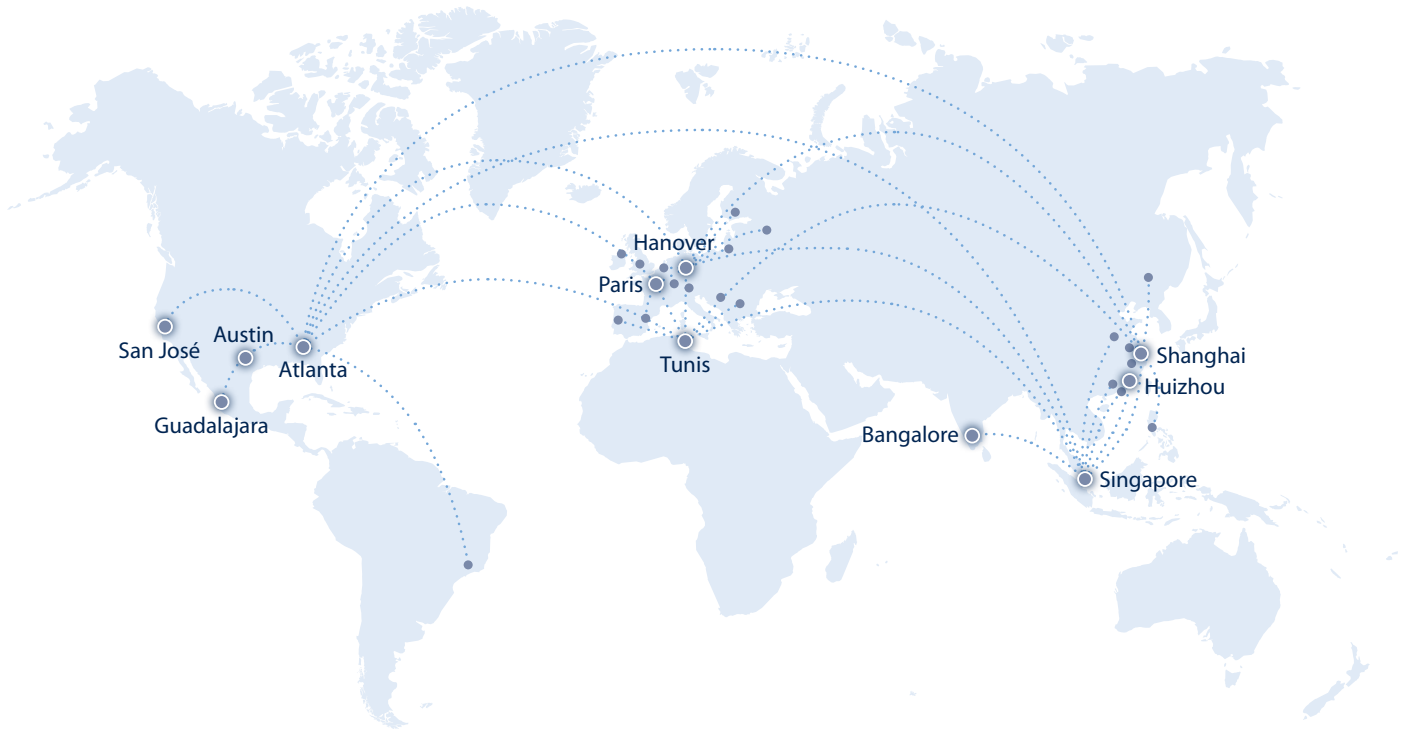 Hanover
Paris
Austin
San José
Atlanta
Tunis
Shanghai
Huizhou
Guadalajara
Bangalore
Singapore